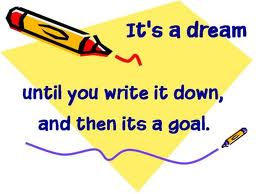 It's a dream
until you write it down,
and then its a goal.